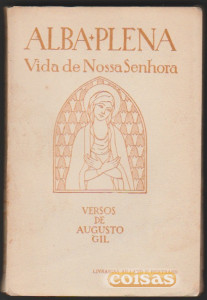 ALBA PLENA
Vida de Nossa Senhora
VERSOS
DE
AUGUSTO
GIL
coisas